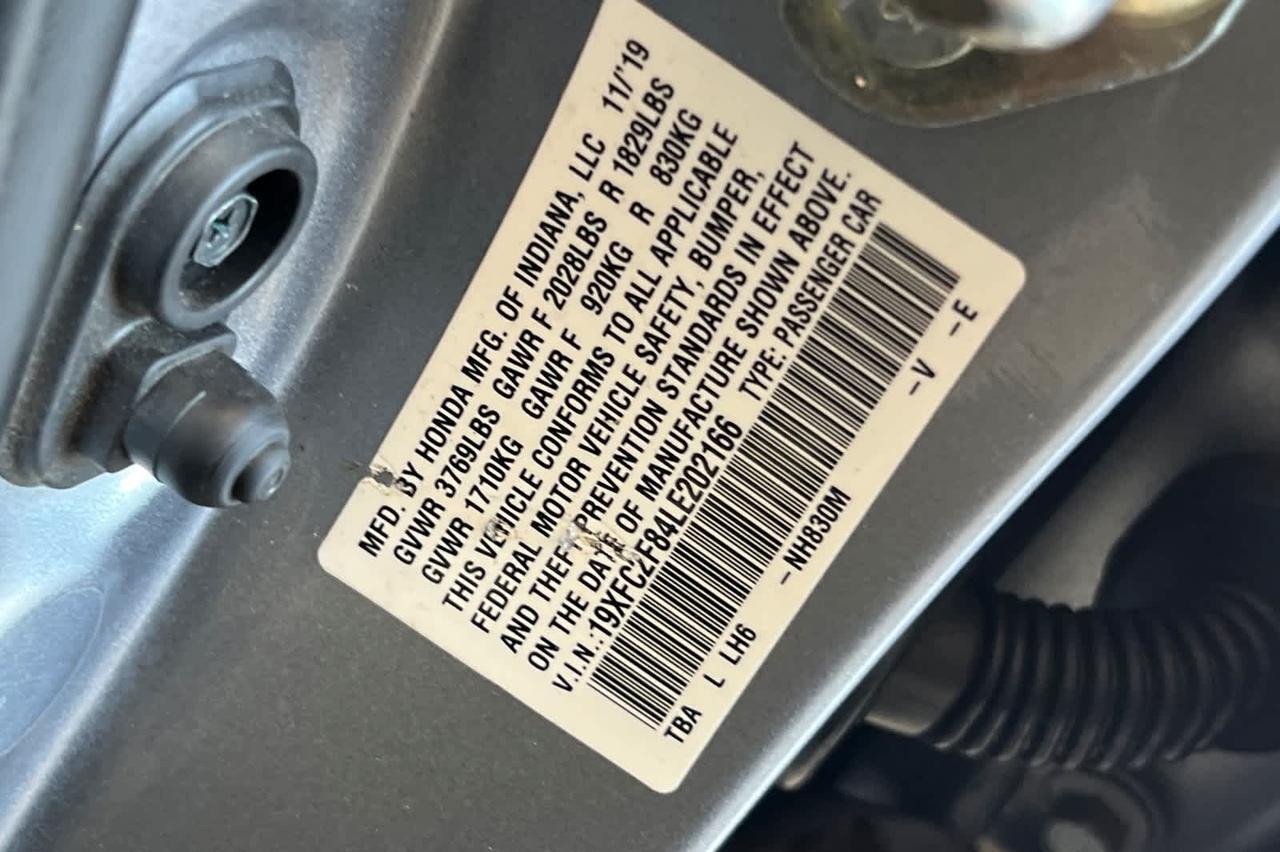 MFD. BY HONDA MFG. OF INDIANA, LLC 11/'19
GVWR 3769LBS GAWR F 2028LBS R 1829LBS
GVWR 1710KG GAWR F 920KG R 830KG
THIS VEHICLE CONFORMS TO ALL APPLICABLE
FEDERAL MOTOR VEHICLE SAFETY, BUMPER,
AND THEFT PREVENTION STANDARDS IN EFFECT
ON THE DATE OF MANUFACTURE SHOWN ABOVE.
V.I.N.:19XFC2F84LE202166 TYPE: PASSENGER CAR
TBA L LH6 -NH830M -V -E